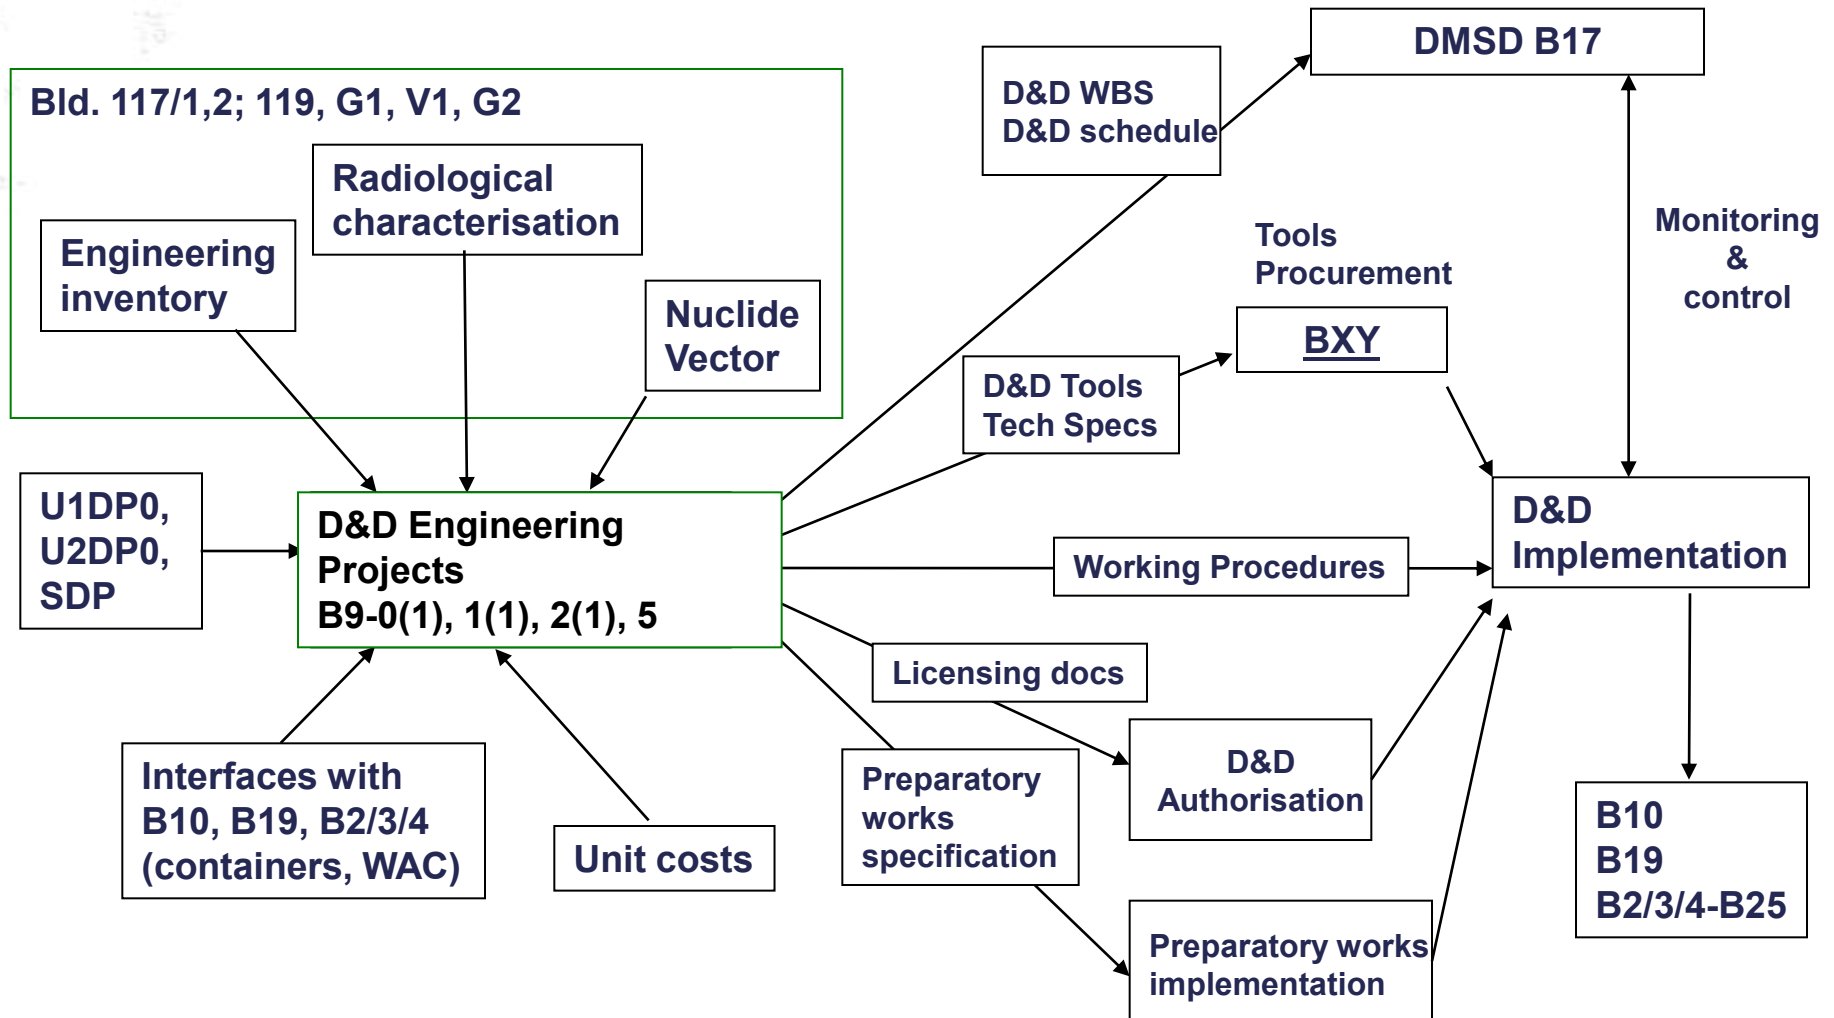 DMSD B17
D&D WBS
D&D schedule
Bld. 117/1,2; 119, G1, V1, G2
Radiological
characterisation
Engineering
inventory
Nuclide
Vector
Tools
Procurement
BXY
Monitoring
&
control
D&D Tools
Tech Specs
U1DP0,
U2DP0,
SDP
D&D Engineering
Projects
B9-0(1), 1(1), 2(1), 5
Working Procedures
D&D
Implementation
Licensing docs
D&D
Authorisation
Interfaces with
B10, B19, B2/3/4
(containers, WAC)
Unit costs
Preparatory
works
specification
B10
B19
B2/3/4-B25
Preparatory works
implementation